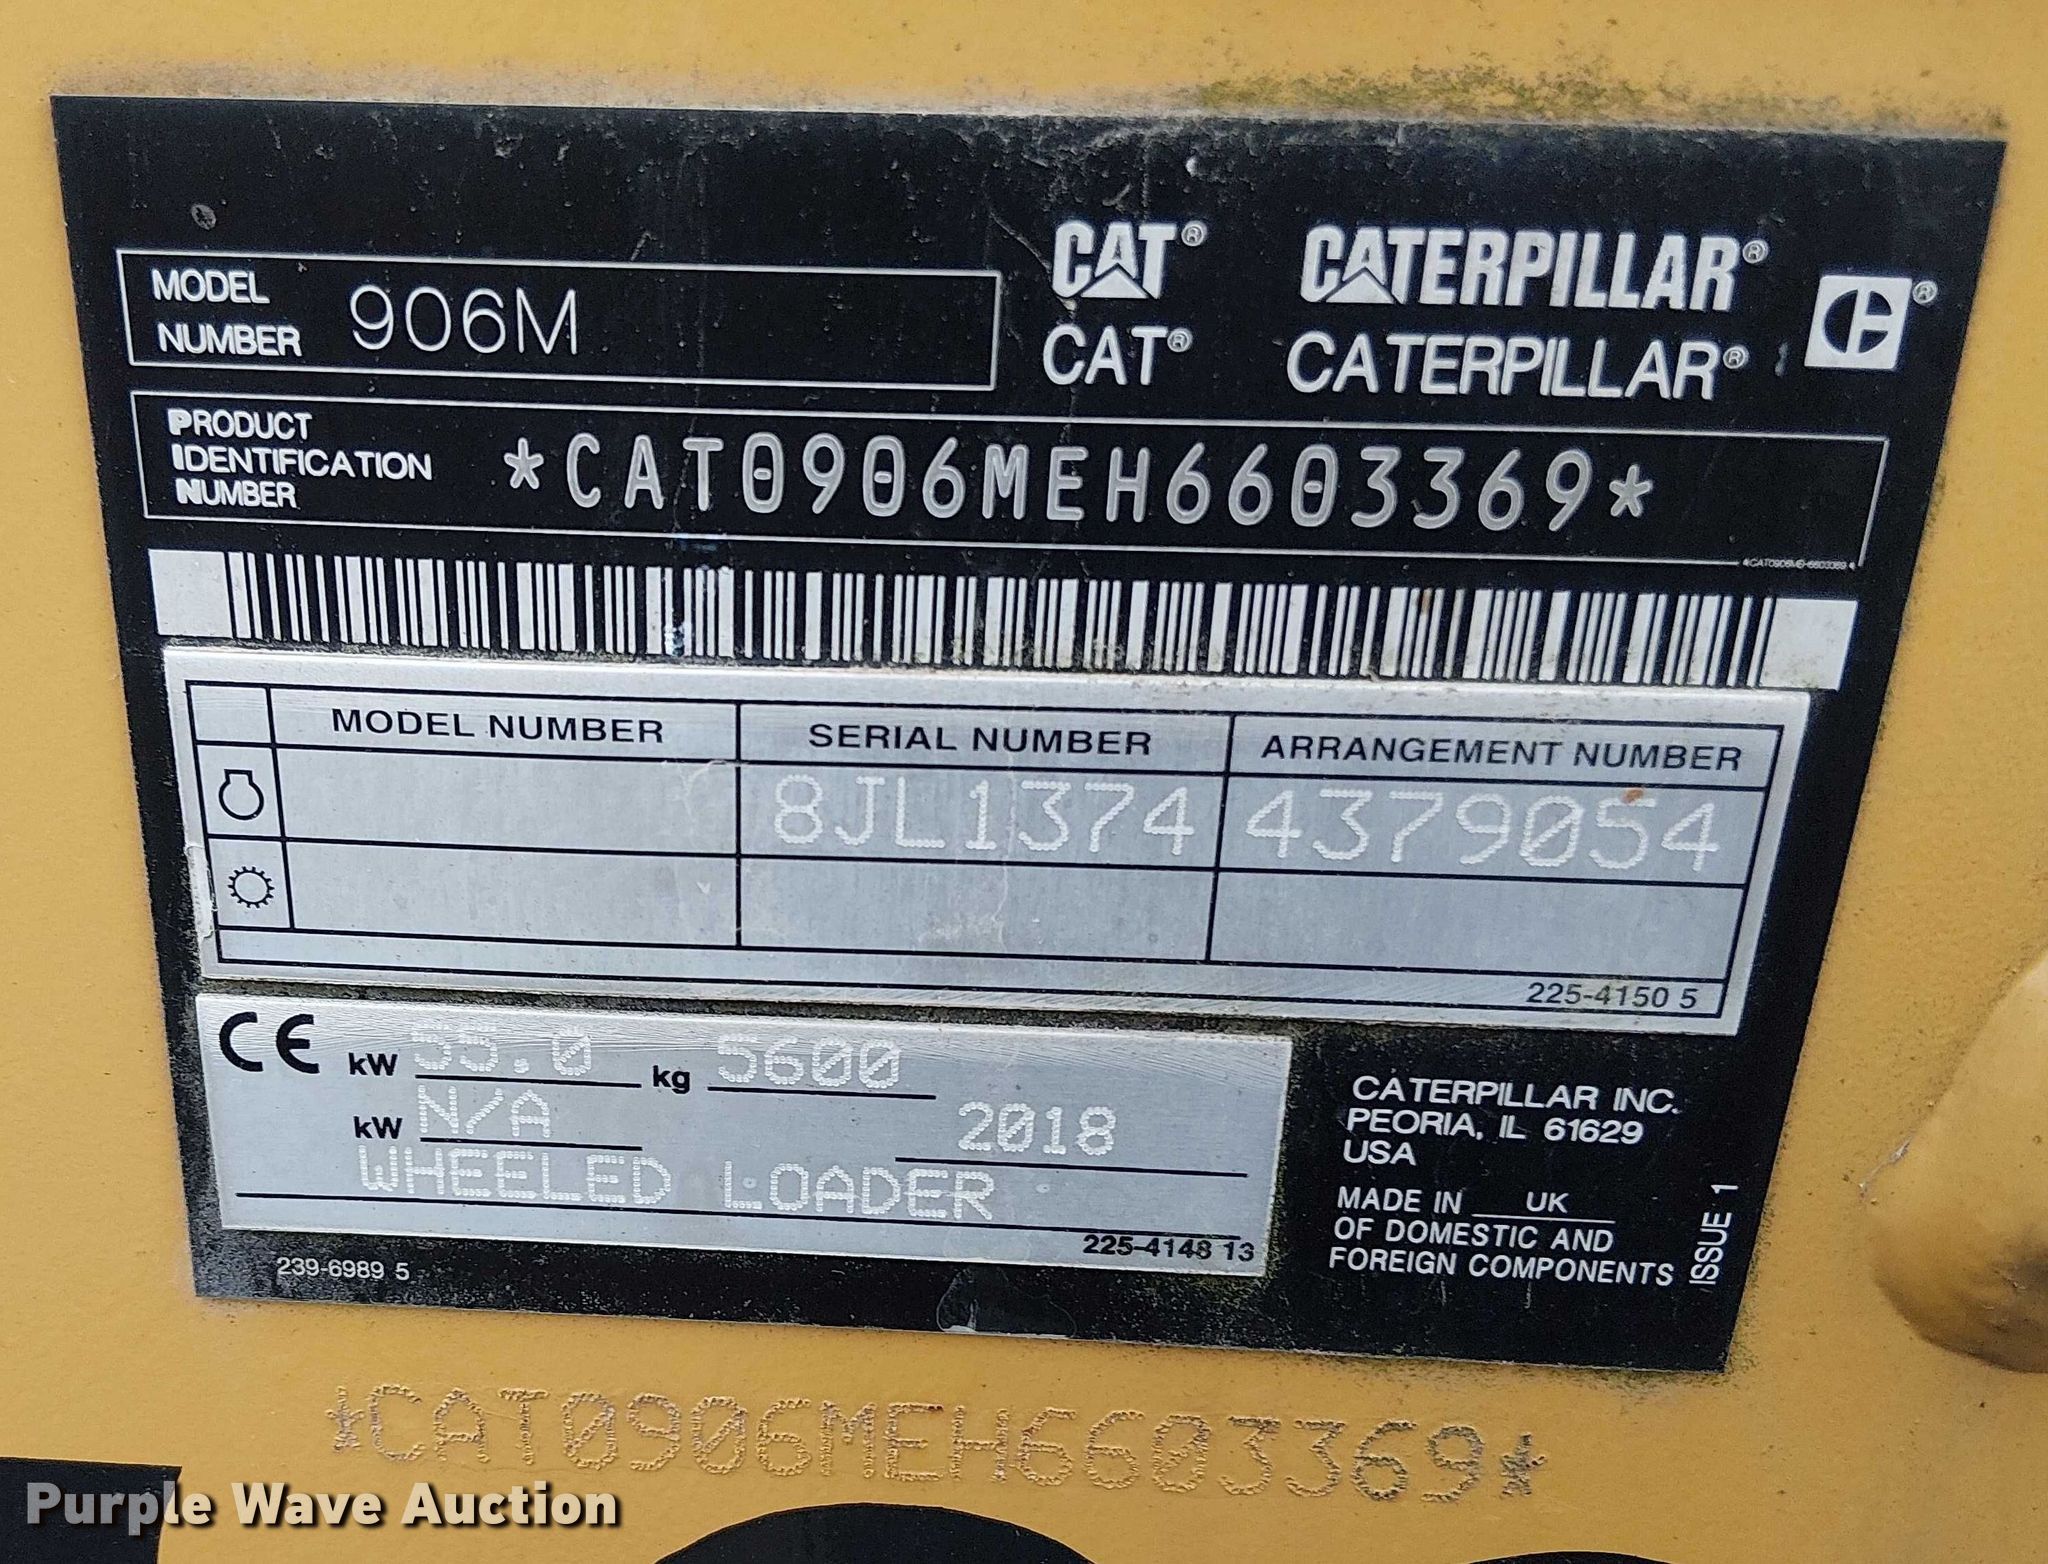 MODEL NUMBER 906M
CAT® CATERPILLAR®
CAT® CATERPILLAR®
PRODUCT IDENTIFICATION NUMBER *CAT0906MEH6603369*
*CAT0906MEH6603369*
MODEL NUMBER SERIAL NUMBER ARRANGEMENT NUMBER
8JL1374 4379054
225-4150 5
CE kW 55.0 kg 5600
kW N/A 2018
WHEELED LOADER
225-4148 13
239-6989 5
CATERPILLAR INC.
PEORIA, IL 61629
USA
MADE IN UK
OF DOMESTIC AND
FOREIGN COMPONENTS
ISSUE 1
*CAT0906MEH6603369*
Purple Wave Auction